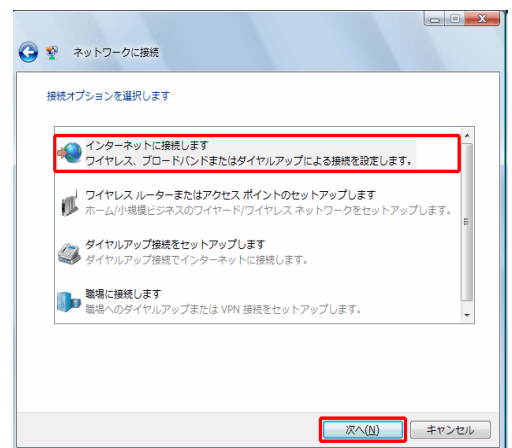 ネットワークに接続
接続オプションを選択します
インターネットに接続します
ワイヤレス、ブロードバンドまたはダイヤルアップによる接続を設定します。
ワイヤレス ルーターまたはアクセス ポイントのセットアップします
ホーム/小規模ビジネスのワイヤード/ワイヤレス ネットワークをセットアップします。
ダイヤルアップ接続をセットアップします
ダイヤルアップ接続でインターネットに接続します。
職場に接続します
職場へのダイヤルアップまたは VPN 接続をセットアップします。
次へ(N) キャンセル